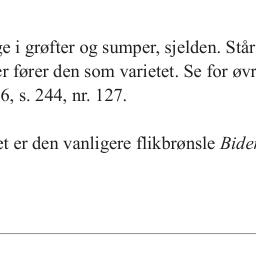 ge i grøfter og sumper, sjelden. Står
er fører den som varietet. Se for øvr
6, s. 244, nr. 127.
et er den vanligere flikbrønsle Biden